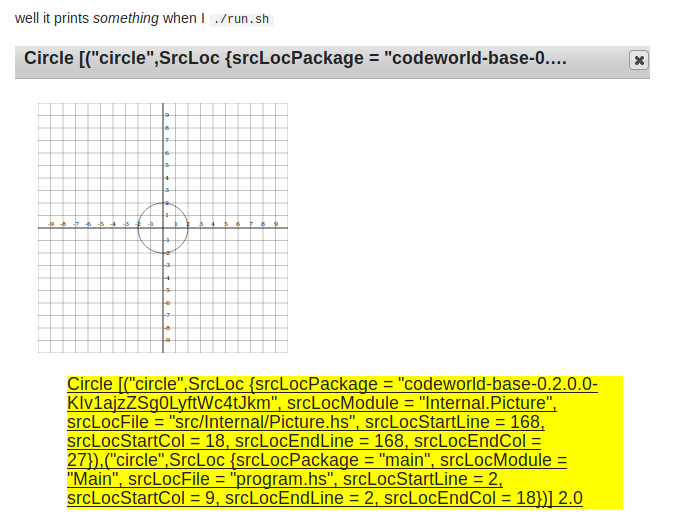 well it prints something when I ./run.sh
Circle [("circle",SrcLoc {srcLocPackage = "codeworld-base-0....
9
8
7
6
5
4
3
2
1
-9 -8 -7 -6 -5 -4 -3 -2 -1 1 2 3 4 5 6 7 8 9
-1
-2
-3
-4
-5
-6
-7
-8
-9
Circle [("circle",SrcLoc {srcLocPackage = "codeworld-base-0.2.0.0-
KIv1ajzZSg0LyftWc4tJkm", srcLocModule = "Internal.Picture",
srcLocFile = "src/Internal/Picture.hs", srcLocStartLine = 168,
srcLocStartCol = 18, srcLocEndLine = 168, srcLocEndCol =
27}),("circle",SrcLoc {srcLocPackage = "main", srcLocModule =
"Main", srcLocFile = "program.hs", srcLocStartLine = 2,
srcLocStartCol = 9, srcLocEndLine = 2, srcLocEndCol = 18})] 2.0